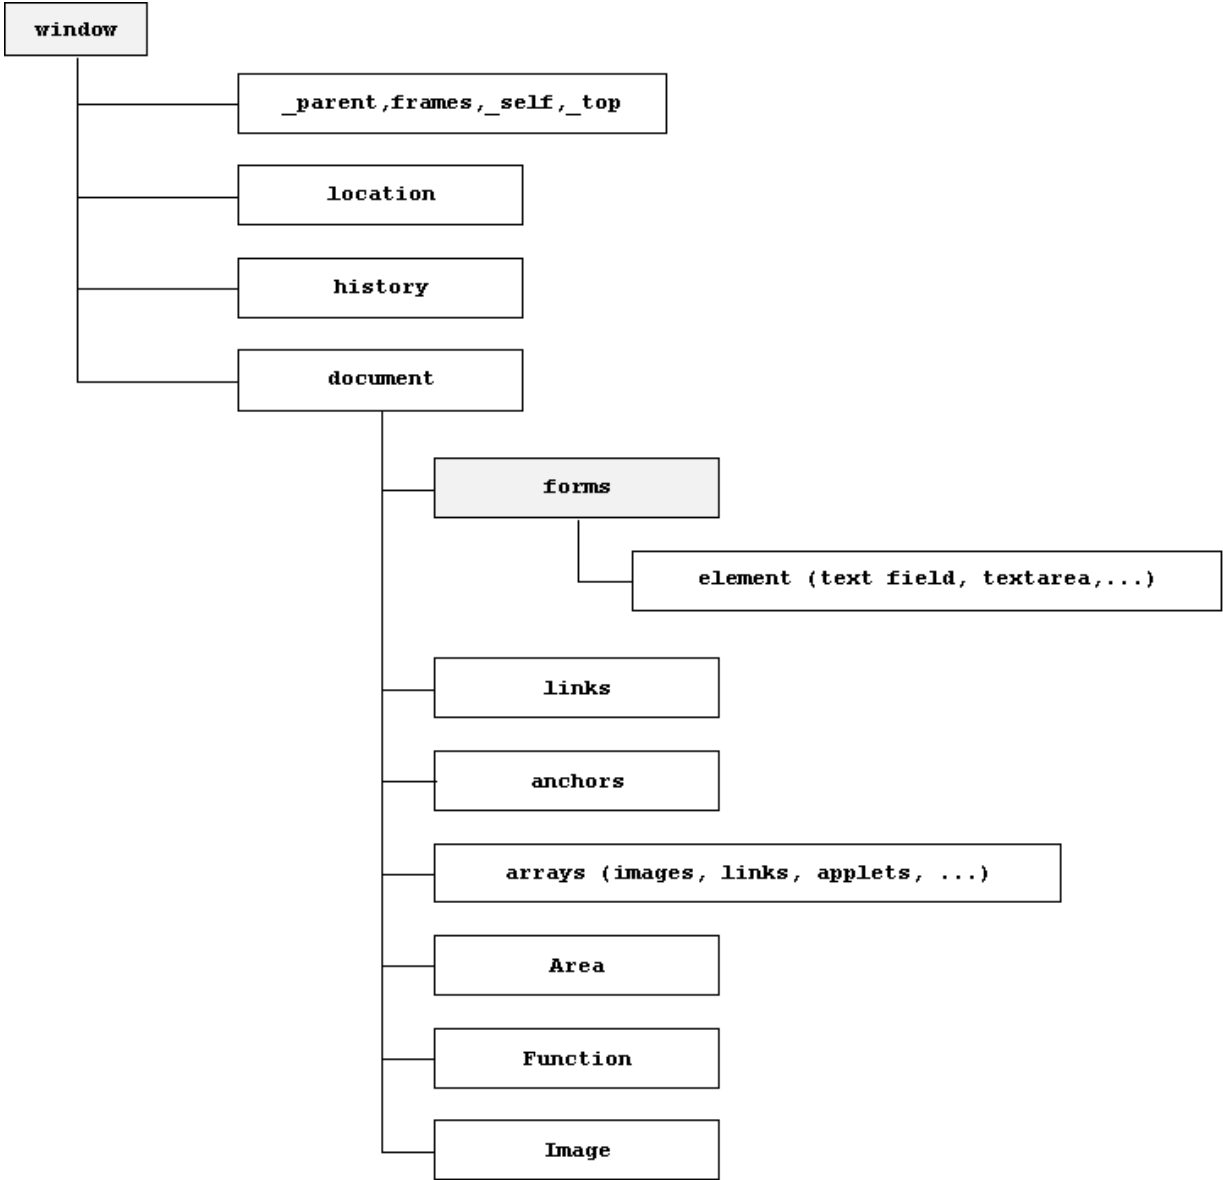 window
_parent,frames,_self,_top
location
history
document
forms
element (text field, textarea,...)
links
anchors
arrays (images, links, applets, ...)
Area
Function
Image